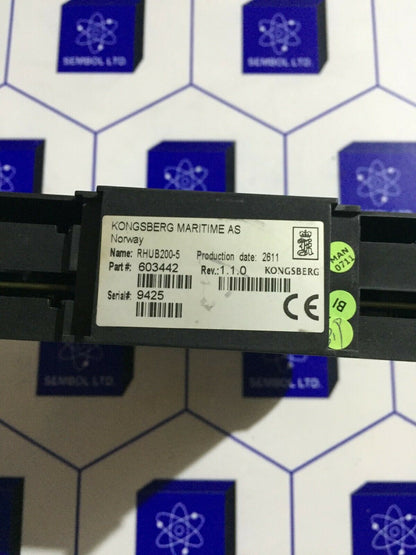 SEMBOL LTD.
SEMBOL LTD.
SEMBOL LTD.
KONGSBERG MARITIME AS
Norway
Name: RHUB200-5 Production date: 2611
Part #: 603442 Rev.: 1.1.0 KONGSBERG
Serial#: 9425
CE
MAN
0711
BI
SEMBOL LTD.
SEMBOL LTD.